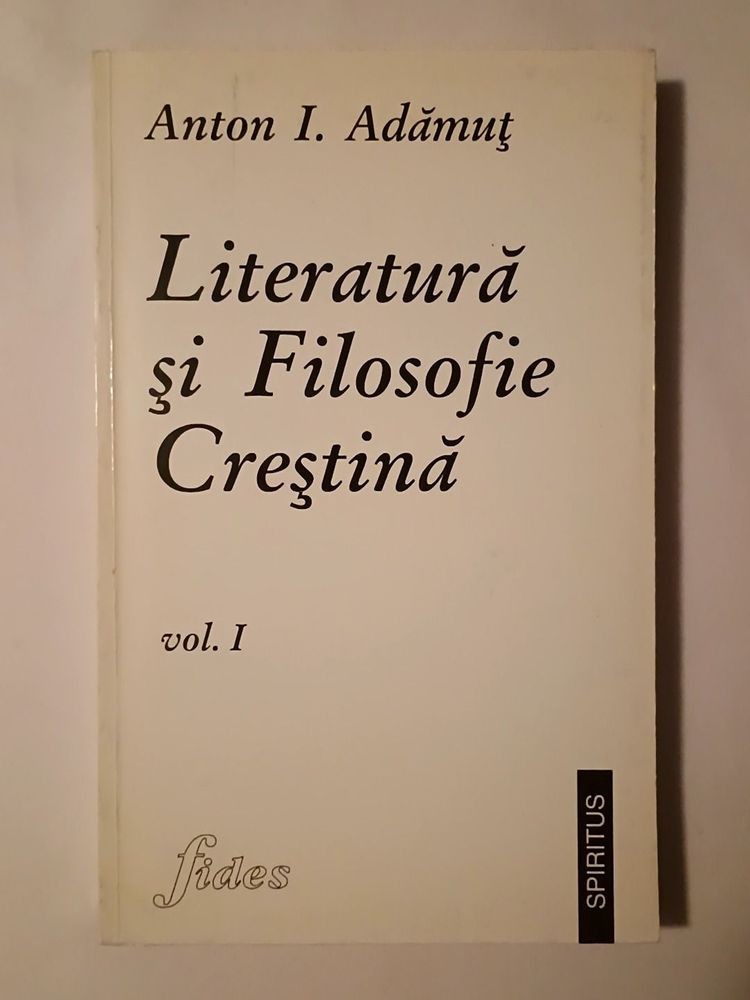 Anton I. Adămuţ
Literatură
şi Filosofie
Creştină
vol. I
fides
SPIRITUS